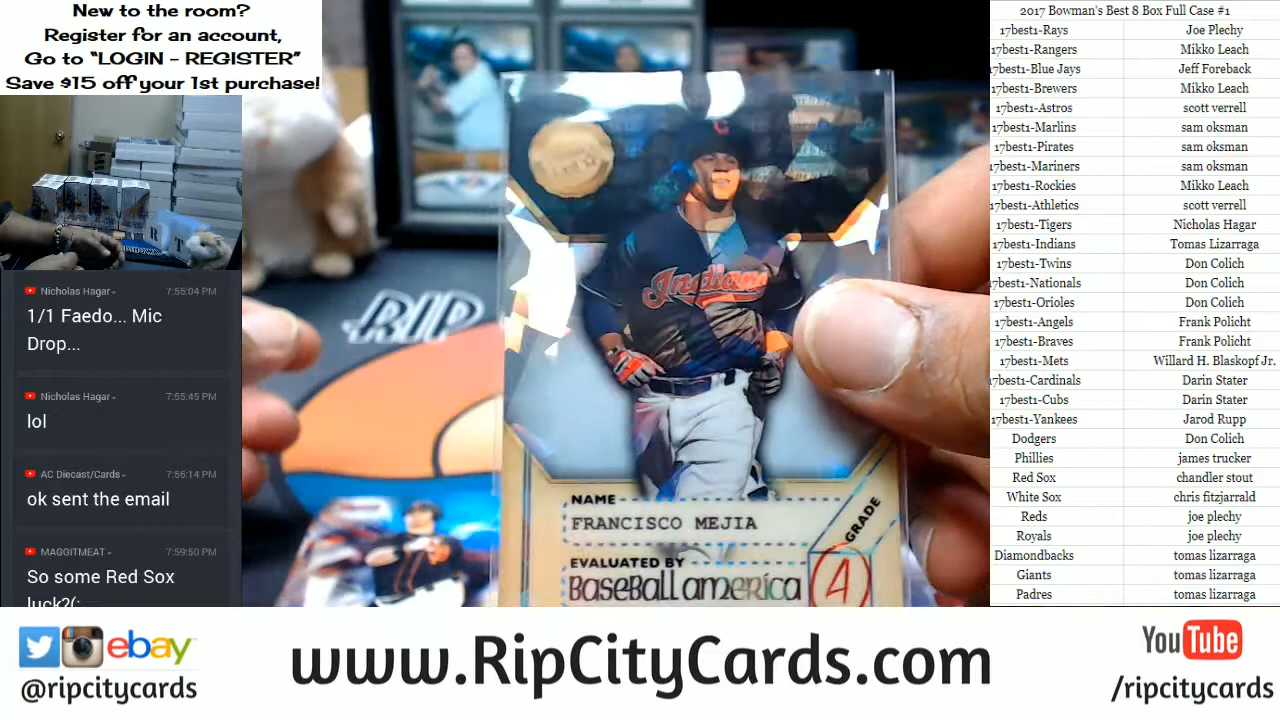 New to the room?
Register for an account,
Go to "LOGIN - REGISTER"
Save $15 off your 1st purchase!
Nicholas Hagar 7:55:04 PM
1/1 Faedo... Mic
Drop...
Nicholas Hagar 7:55:45 PM
lol
AC Diecast/Cards 7:56:14 PM
ok sent the email
MAGGITMEAT 7:59:50 PM
So some Red Sox
luck?(:
RIP
C
Indians
NAME
FRANCISCO MEJIA
EVALUATED BY
BaseBall america
GRADE
A
2017 Bowman's Best 8 Box Full Case #1
17best1-Rays Joe Plechy
17best1-Rangers Mikko Leach
17best1-Blue Jays Jeff Foreback
17best1-Brewers Mikko Leach
17best1-Astros scott verrell
17best1-Marlins sam oksman
17best1-Pirates sam oksman
17best1-Mariners sam oksman
17best1-Rockies Mikko Leach
17best1-Athletics scott verrell
17best1-Tigers Nicholas Hagar
17best1-Indians Tomas Lizarraga
17best1-Twins Don Colich
17best1-Nationals Don Colich
17best1-Orioles Don Colich
17best1-Angels Frank Policht
17best1-Braves Frank Policht
17best1-Mets Willard H. Blaskopf Jr.
17best1-Cardinals Darin Stater
17best1-Cubs Darin Stater
17best1-Yankees Jarod Rupp
Dodgers Don Colich
Phillies james trucker
Red Sox chandler stout
White Sox chris fitzjarrald
Reds joe plechy
Royals joe plechy
Diamondbacks tomas lizarraga
Giants tomas lizarraga
Padres tomas lizarraga
ebay
@ripcitycards
www.RipCityCards.com
YouTube
/ripcitycards